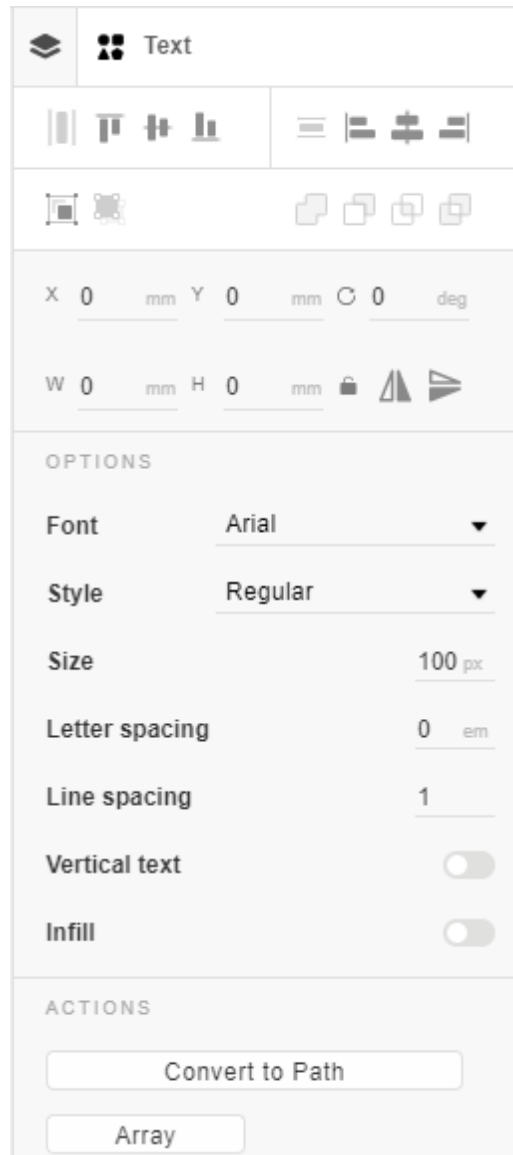 Text
X 0 mm Y 0 mm 0 deg
W 0 mm H 0 mm
OPTIONS
Font Arial
Style Regular
Size 100 px
Letter spacing 0 em
Line spacing 1
Vertical text
Infill
ACTIONS
Convert to Path
Array